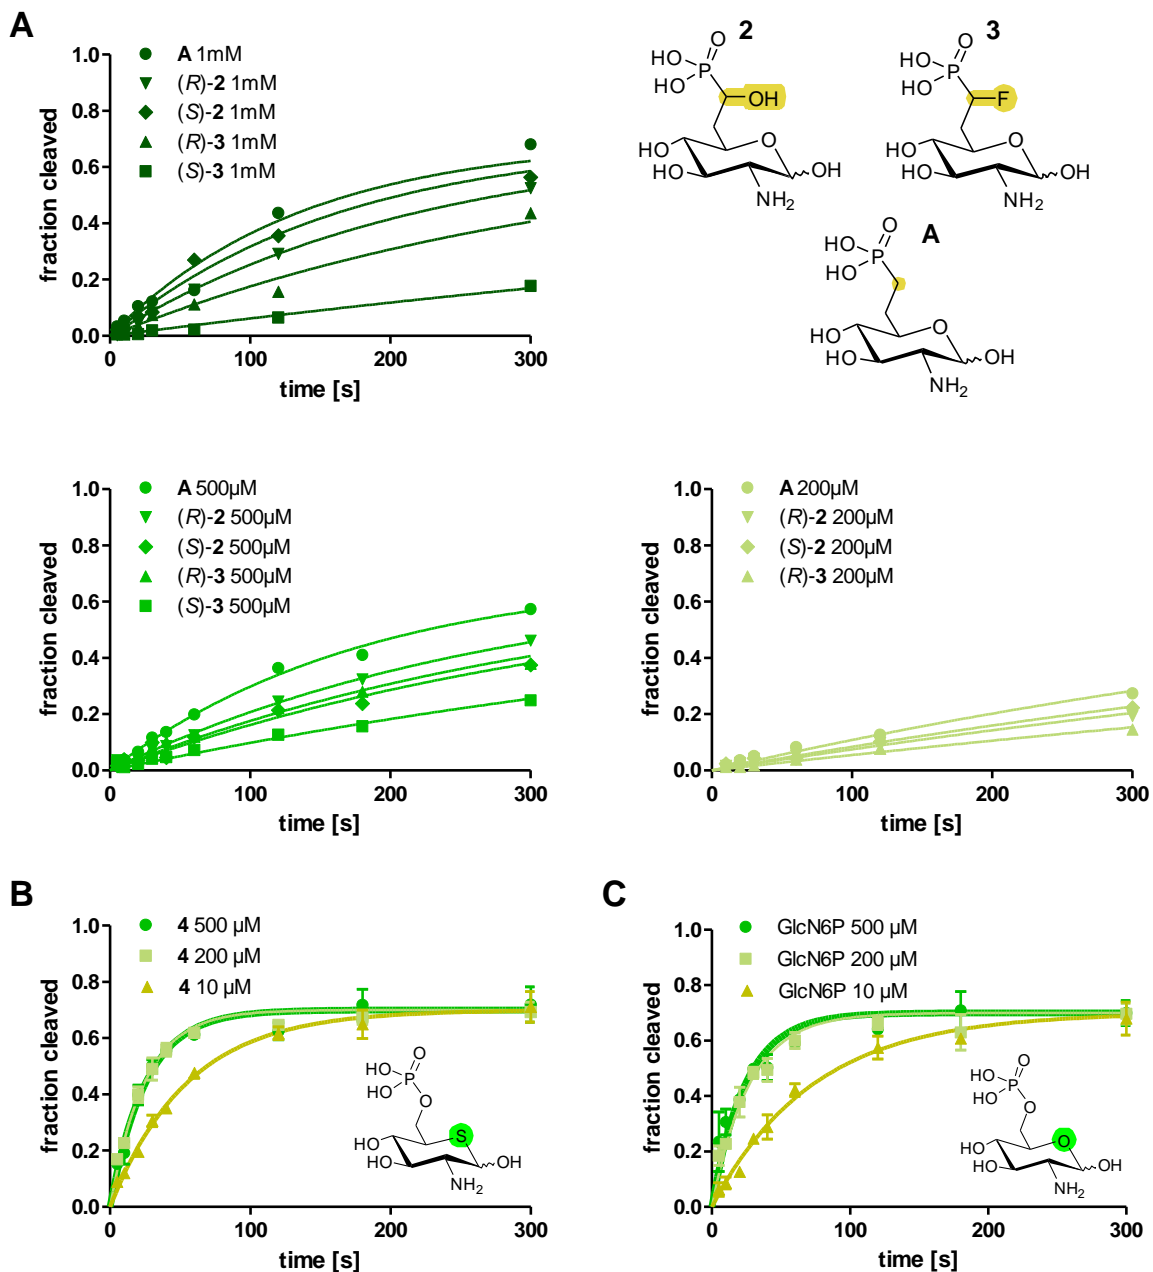 A
fraction cleaved
1.0
0.8
0.6
0.4
0.2
0.0
A 1mM
(R)-2 1mM
(S)-2 1mM
(R)-3 1mM
(S)-3 1mM
0 100 200 300
time [s]
2
HO
HO
P
O
OH
HO
HO
O
OH
NH2
3
HO
HO
P
O
F
HO
HO
O
OH
NH2
A
HO
HO
P
O
HO
HO
O
OH
NH2
fraction cleaved
1.0
0.8
0.6
0.4
0.2
0.0
A 500µM
(R)-2 500µM
(S)-2 500µM
(R)-3 500µM
(S)-3 500µM
0 100 200 300
time [s]
fraction cleaved
1.0
0.8
0.6
0.4
0.2
0.0
A 200µM
(R)-2 200µM
(S)-2 200µM
(R)-3 200µM
0 100 200 300
time [s]
B
fraction cleaved
1.0
0.8
0.6
0.4
0.2
0.0
4 500 µM
4 200 µM
4 10 µM
HO
HO
P
O
O
HO
HO
S
OH
NH2
0 100 200 300
time [s]
C
fraction cleaved
1.0
0.8
0.6
0.4
0.2
0.0
GlcN6P 500 µM
GlcN6P 200 µM
GlcN6P 10 µM
HO
HO
P
O
O
HO
HO
O
OH
NH2
0 100 200 300
time [s]